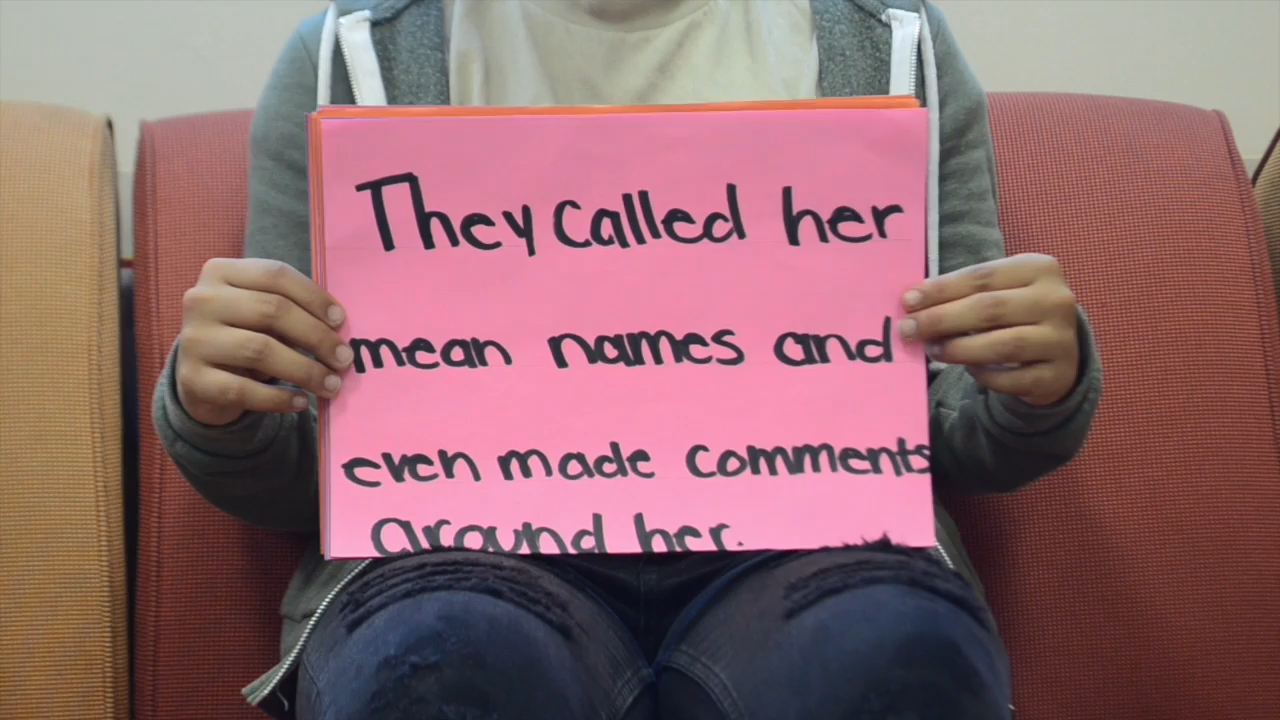 They called her
mean names and
even made comments
around her.